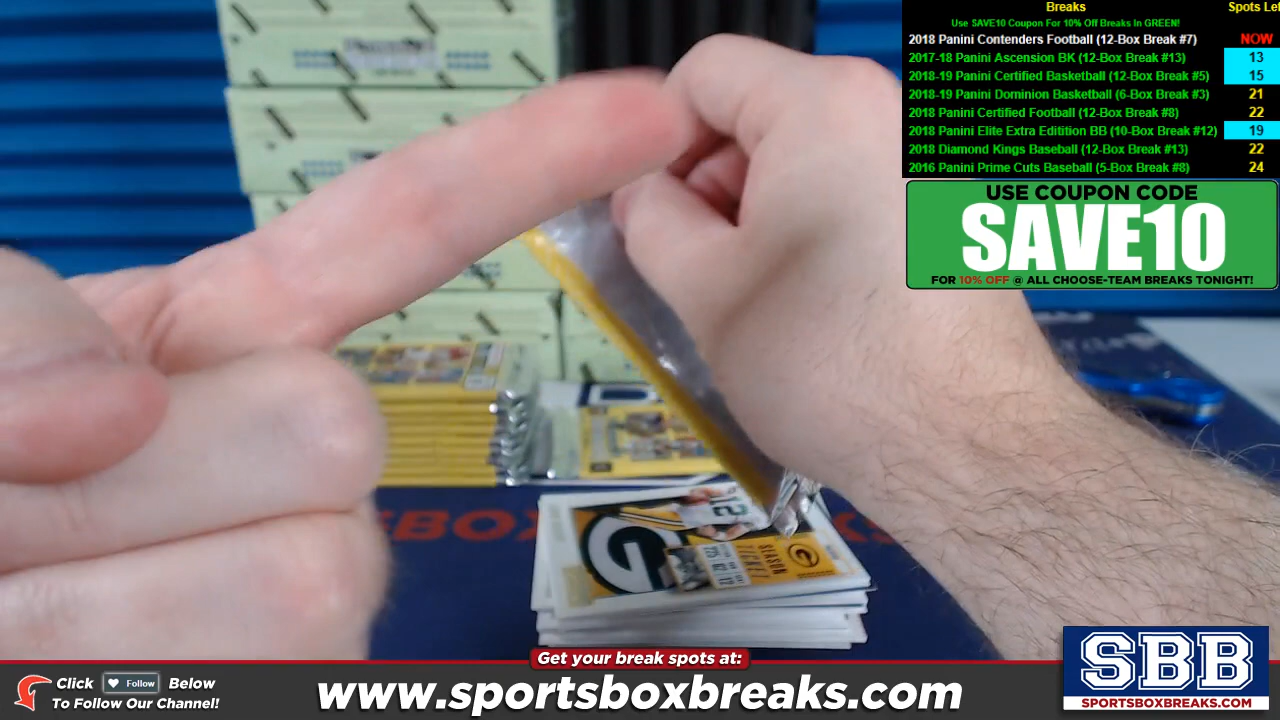 Breaks Spots Lef
Use SAVE10 Coupon For 10% Off Breaks In GREEN!
2018 Panini Contenders Football (12-Box Break #7) NOW
2017-18 Panini Ascension BK (12-Box Break #13) 13
2018-19 Panini Certified Basketball (12-Box Break #5) 15
2018-19 Panini Dominion Basketball (6-Box Break #3) 21
2018 Panini Certified Football (12-Box Break #8) 22
2018 Panini Elite Extra Edition BB (10-Box Break #12) 19
2018 Diamond Kings Baseball (12-Box Break #13) 22
2016 Panini Prime Cuts Baseball (5-Box Break #8) 24
USE COUPON CODE
SAVE10
FOR 10% OFF @ ALL CHOOSE-TEAM BREAKS TONIGHT!
12
G
SEASON
TICKET
Get your break spots at:
Click Follow Below
To Follow Our Channel!
www.sportsboxbreaks.com
SBB
SPORTSBOXBREAKS.COM